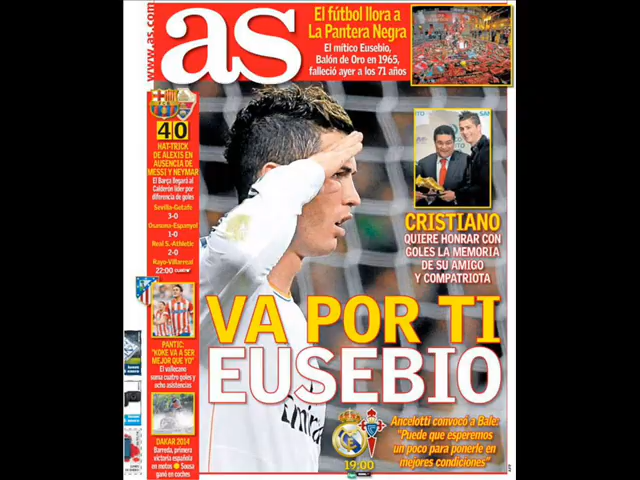 www.as.com
as
El fútbol llora a
La Pantera Negra
El mítico Eusebio,
Balón de Oro en 1965,
falleció ayer a los 71 años
4 0
HAT-TRICK
DE ALEXIS EN
AUSENCIA DE
MESSI Y NEYMAR
El Barça llegará al
Calderón líder por
diferencia de goles
Sevilla-Getafe
3-0
Osasuna-Espanyol
1-0
Real S.-Athletic
2-0
Rayo-Villarreal
22:00
CRISTIANO
QUIERE HONRAR CON
GOLES LA MEMORIA
DE SU AMIGO
Y COMPATRIOTA
VA POR TI
EUSEBIO
PANTIC:
"KOKE VA A SER
MEJOR QUE YO"
El vallecano
suma cuatro goles y
ocho asistencias
DAKAR 2014
Barreda, primera
victoria española
en motos Sousa
ganó en coches
19:00
Ancelotti convocó a Bale:
"Puede que esperemos
un poco para ponerle en
mejores condiciones"